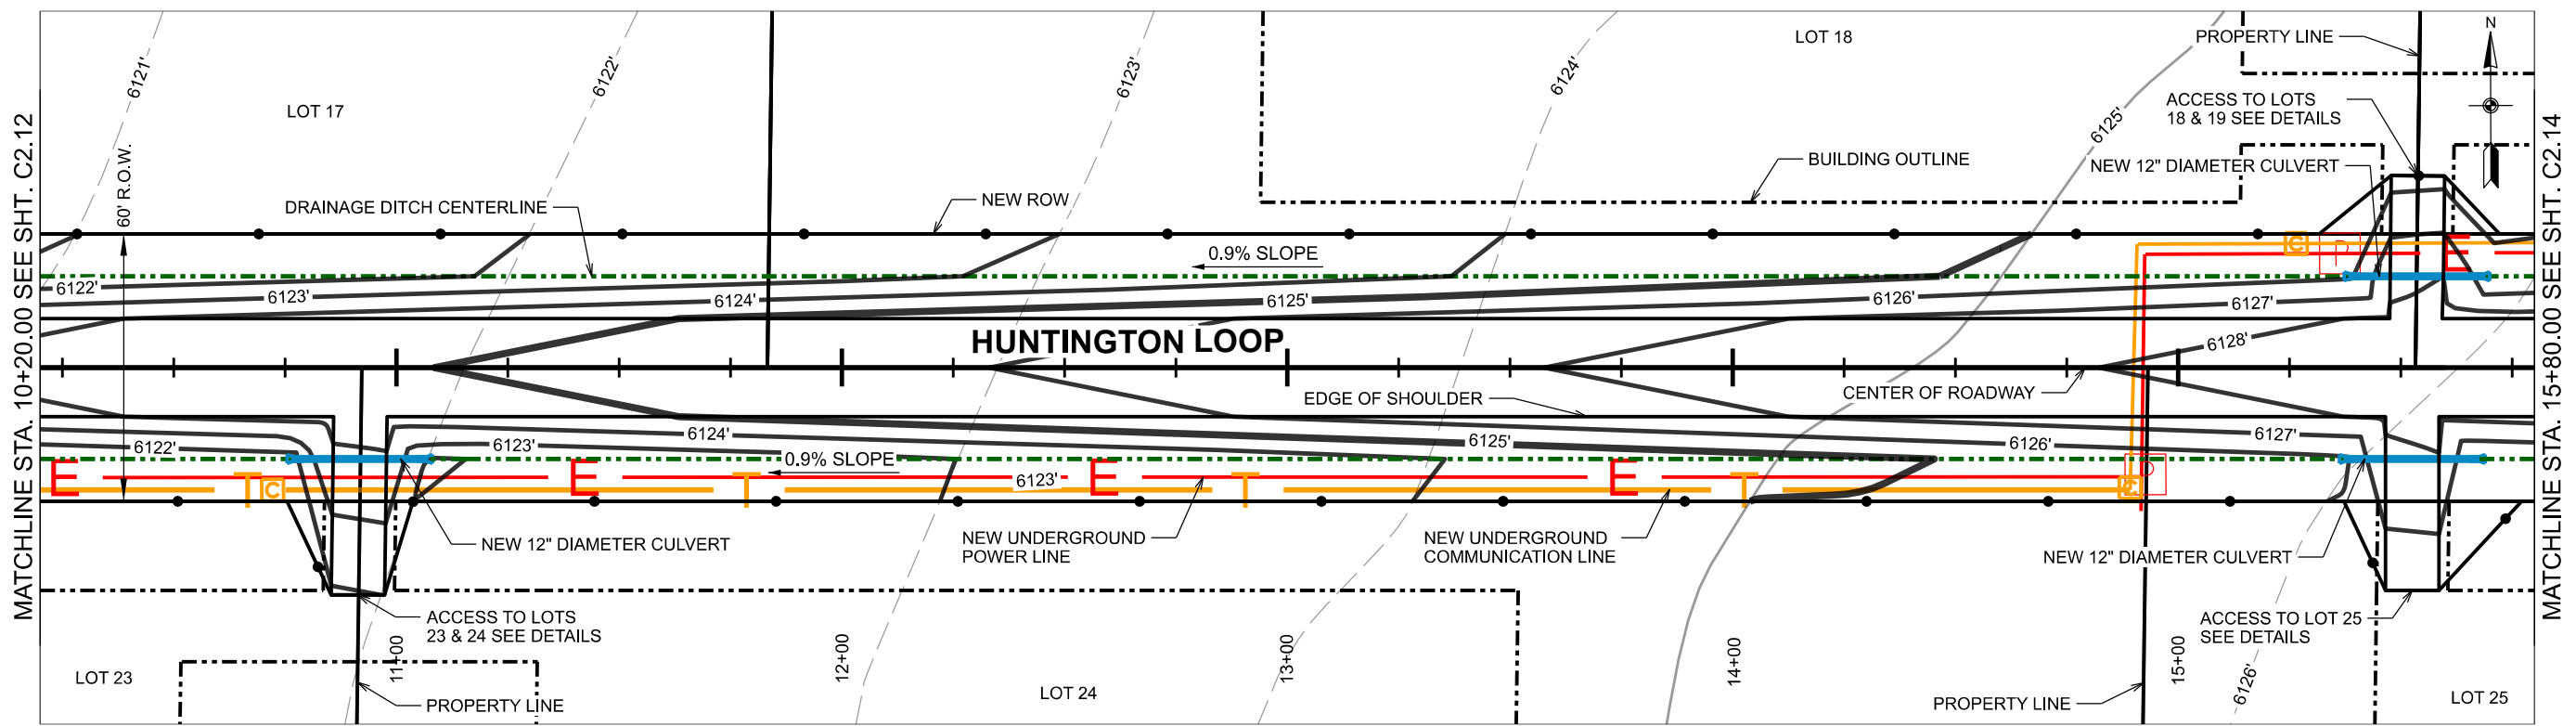 MATCHLINE STA. 10+20.00 SEE SHT. C2.12
6121'
6122'
6123'
6124'
LOT 18
PROPERTY LINE
N
LOT 17
ACCESS TO LOTS
18 & 19 SEE DETAILS
6125'
60' R.O.W.
BUILDING OUTLINE
NEW 12" DIAMETER CULVERT
NEW ROW
DRAINAGE DITCH CENTERLINE
0.9% SLOPE
C
P
E
6122'
6123'
6124'
6125'
6126'
6127'
HUNTINGTON LOOP
6128'
CENTER OF ROADWAY
EDGE OF SHOULDER
6122'
6123'
6124'
6125'
6126'
6127'
0.9% SLOPE
E
T
C
E
T
6123'
E
T
E
T
C
P
NEW 12" DIAMETER CULVERT
NEW UNDERGROUND
POWER LINE
NEW UNDERGROUND
COMMUNICATION LINE
NEW 12" DIAMETER CULVERT
ACCESS TO LOTS
23 & 24 SEE DETAILS
ACCESS TO LOT 25
SEE DETAILS
11+00
12+00
13+00
14+00
15+00
6126'
LOT 23
PROPERTY LINE
LOT 24
PROPERTY LINE
LOT 25
MATCHLINE STA. 15+80.00 SEE SHT. C2.14